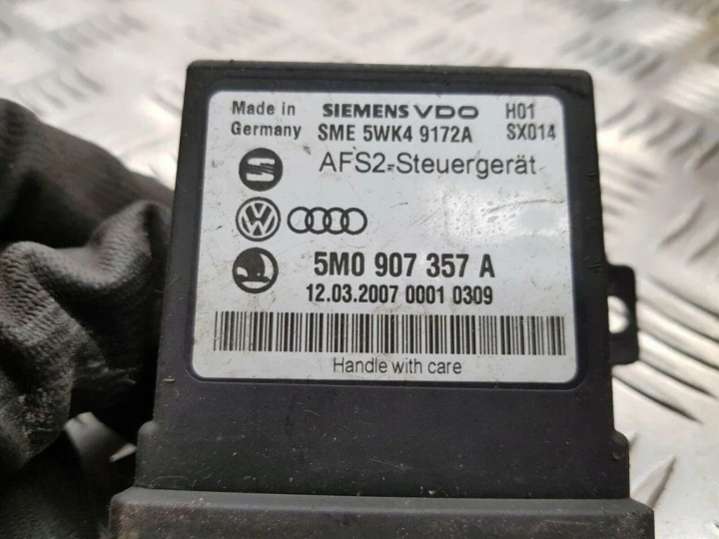 Made in SIEMENS VDO H01
Germany SME 5WK4 9172A SX014
AFS2-Steuergerät
5M0 907 357 A
12.03.2007 0001 0309
Handle with care